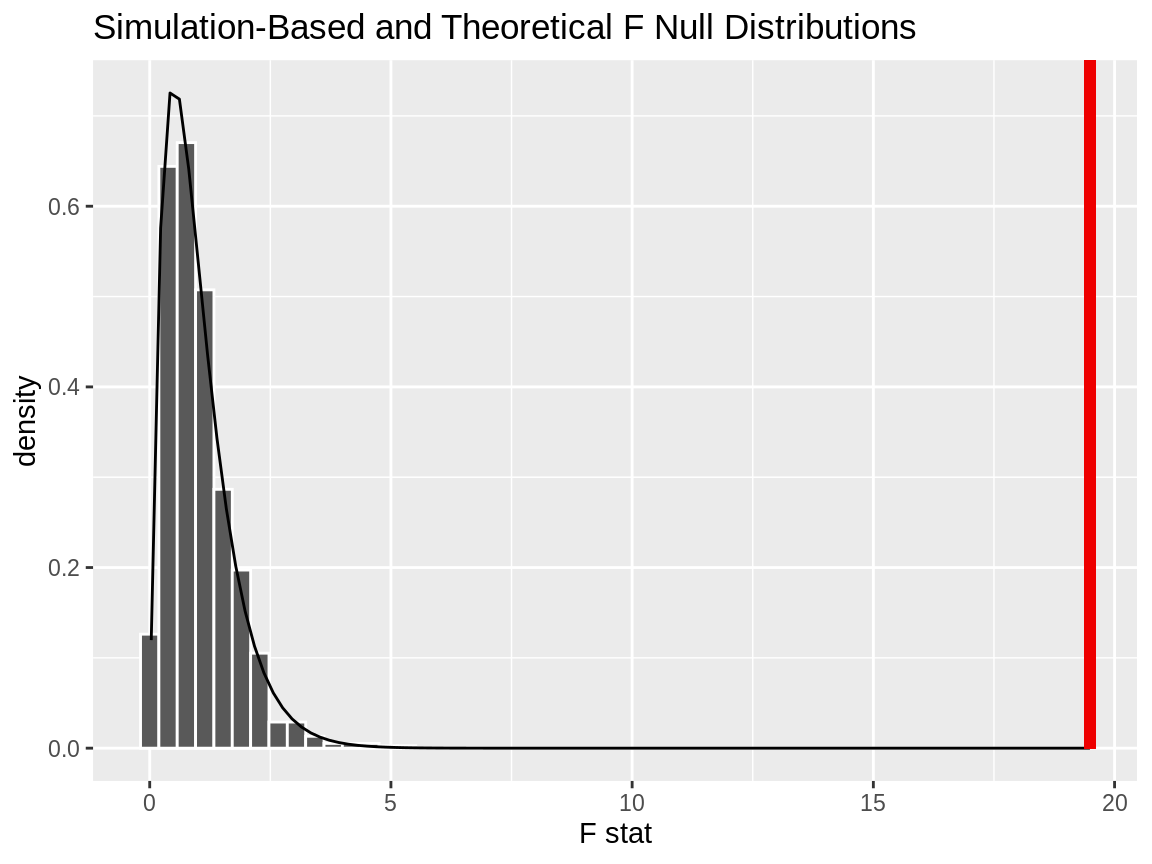 Simulation-Based and Theoretical F Null Distributions
density
0.6
0.4
0.2
0.0
0 5 10 15 20
F stat